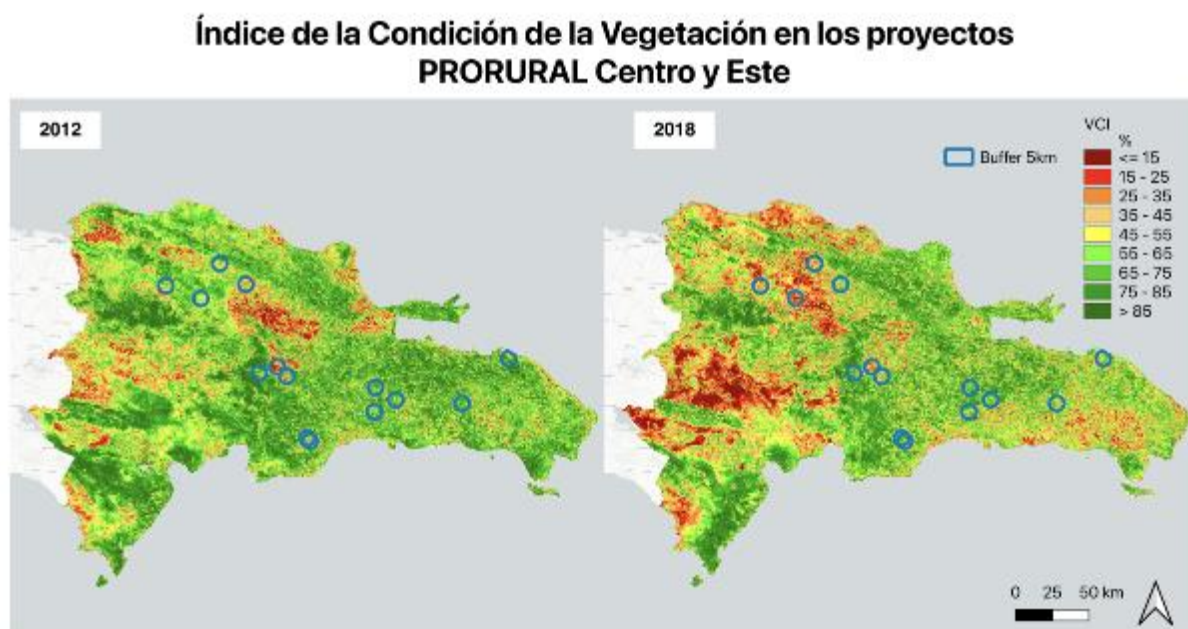 Índice de la Condición de la Vegetación en los proyectos
PRORURAL Centro y Este
2012
2018
Buffer 5km
VCI
%
<= 15
15 - 25
25 - 35
35 - 45
45 - 55
55 - 65
65 - 75
75 - 85
> 85
0 25 50 km